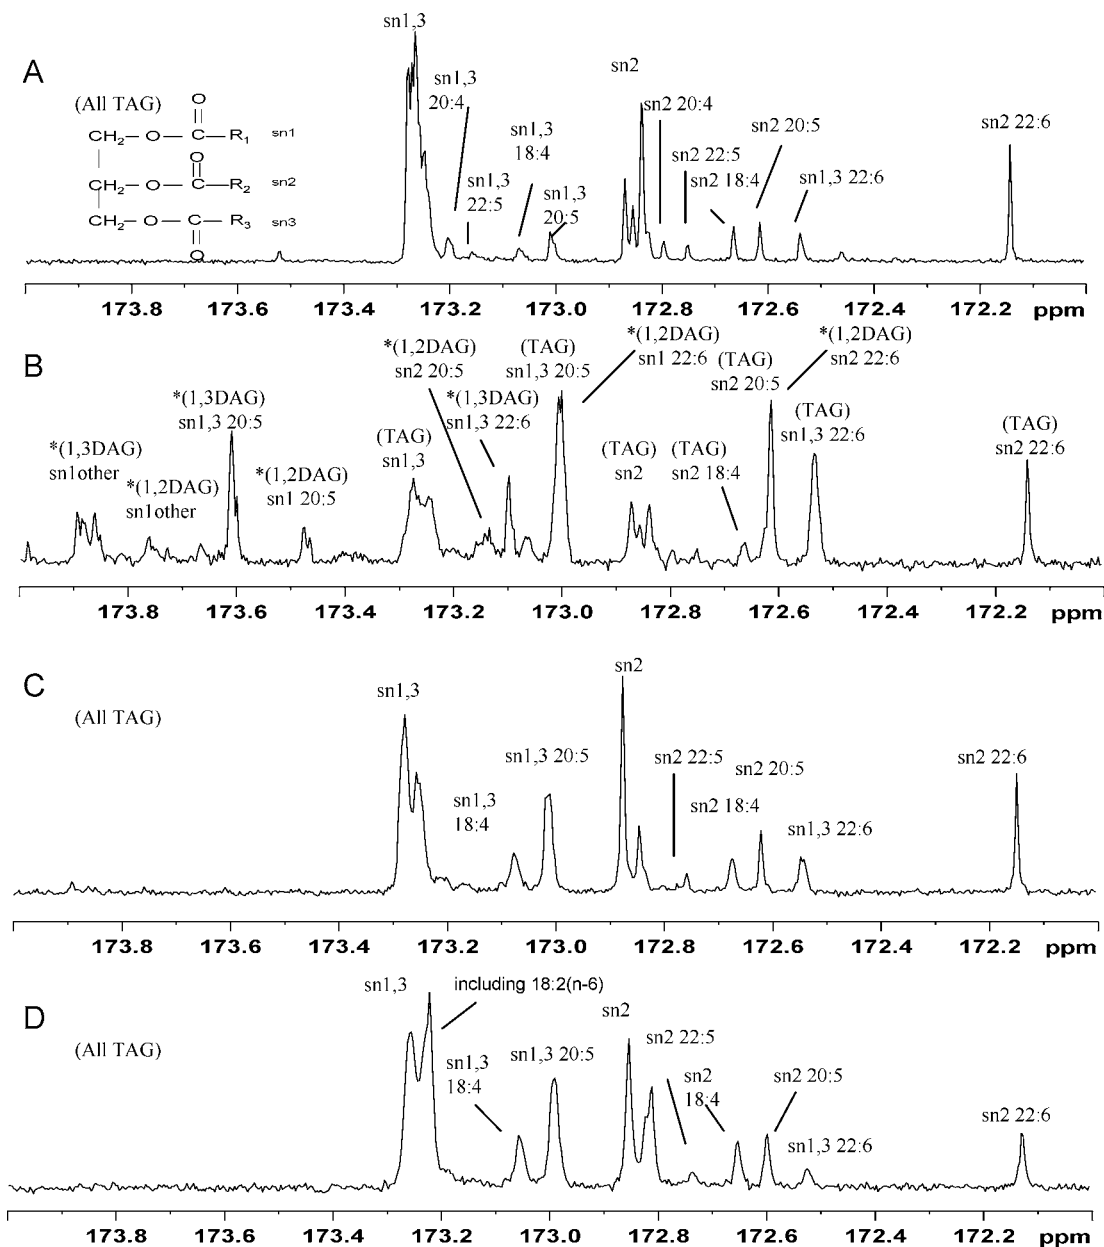 A
(All TAG)
O
CH2 — O — C — R1 sn1
O
CH2 — O — C — R2 sn2
CH2 — O — C — R3 sn3
O
sn1,3
sn1,3
20:4
sn1,3
22:5
sn1,3
18:4
sn1,3
20:5
sn2
sn2 20:4
sn2 22:5
sn2 18:4
sn2 20:5
sn1,3 22:6
sn2 22:6
173.8 173.6 173.4 173.2 173.0 172.8 172.6 172.4 172.2 ppm
B
*(1,3DAG)
sn1other
*(1,2DAG)
sn1other
*(1,3DAG)
sn1,3 20:5
*(1,2DAG)
sn1 20:5
(TAG)
sn1,3
*(1,2DAG)
sn2 20:5
*(1,3DAG)
sn1,3 22:6
(TAG)
sn1,3 20:5
*(1,2DAG)
sn1 22:6
(TAG)
sn2
(TAG)
sn2 18:4
(TAG)
sn2 20:5
*(1,2DAG)
sn2 22:6
(TAG)
sn1,3 22:6
(TAG)
sn2 22:6
173.8 173.6 173.4 173.2 173.0 172.8 172.6 172.4 172.2 ppm
C
(All TAG)
sn1,3
sn1,3
18:4
sn1,3 20:5
sn2
sn2 22:5
sn2 18:4
sn2 20:5
sn1,3 22:6
sn2 22:6
173.8 173.6 173.4 173.2 173.0 172.8 172.6 172.4 172.2 ppm
D
(All TAG)
sn1,3
including 18:2(n-6)
sn1,3
18:4
sn1,3 20:5
sn2
sn2 22:5
sn2
18:4
sn2 20:5
sn1,3 22:6
sn2 22:6
173.8 173.6 173.4 173.2 173.0 172.8 172.6 172.4 172.2 ppm